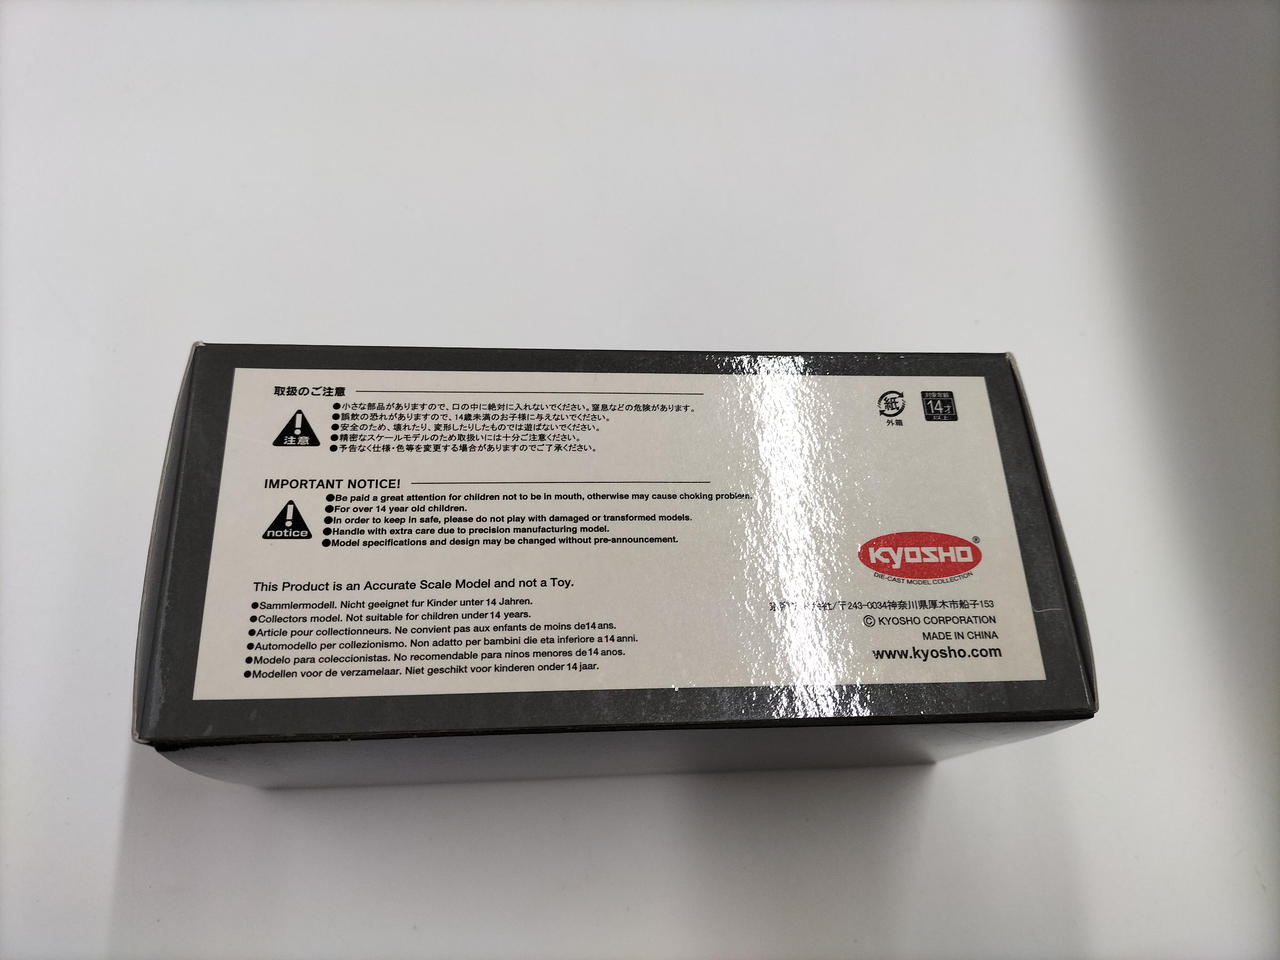 取扱のご注意
注意
●小さな部品がありますので、口の中に絶対に入れないでください。窒息などの危険があります。
●誤飲の恐れがありますので、14歳未満のお子様に与えないでください。
●安全のため、壊れたり、変形したりしたものでは遊ばないでください。
●精密なスケールモデルのため取扱いには十分ご注意ください。
●予告なく仕様・色等を変更する場合がありますのでご了承ください。
紙
外箱
対象年齢
14才
以上
IMPORTANT NOTICE!
notice
●Be paid a great attention for children not to be in mouth, otherwise may cause choking problem.
●For over 14 year old children.
●In order to keep in safe, please do not play with damaged or transformed models.
●Handle with extra care due to precision manufacturing model.
●Model specifications and design may be changed without pre-announcement.
This Product is an Accurate Scale Model and not a Toy.
●Sammlermodell. Nicht geeignet fur Kinder unter 14 Jahren.
●Collectors model. Not suitable for children under 14 years.
●Article pour collectionneurs. Ne convient pas aux enfants de moins de14 ans.
●Automodello per collezionismo. Non adatto per bambini die eta inferiore a 14 anni.
●Modelo para coleccionistas. No recomendable para ninos menores de 14 anos.
●Modellen voor de verzamelaar. Niet geschikt voor kinderen onder 14 jaar.
KYOSHO®
DIE-CAST MODEL COLLECTION
/〒243-0034神奈川県厚木市船子153
© KYOSHO CORPORATION
MADE IN CHINA
www.kyosho.com